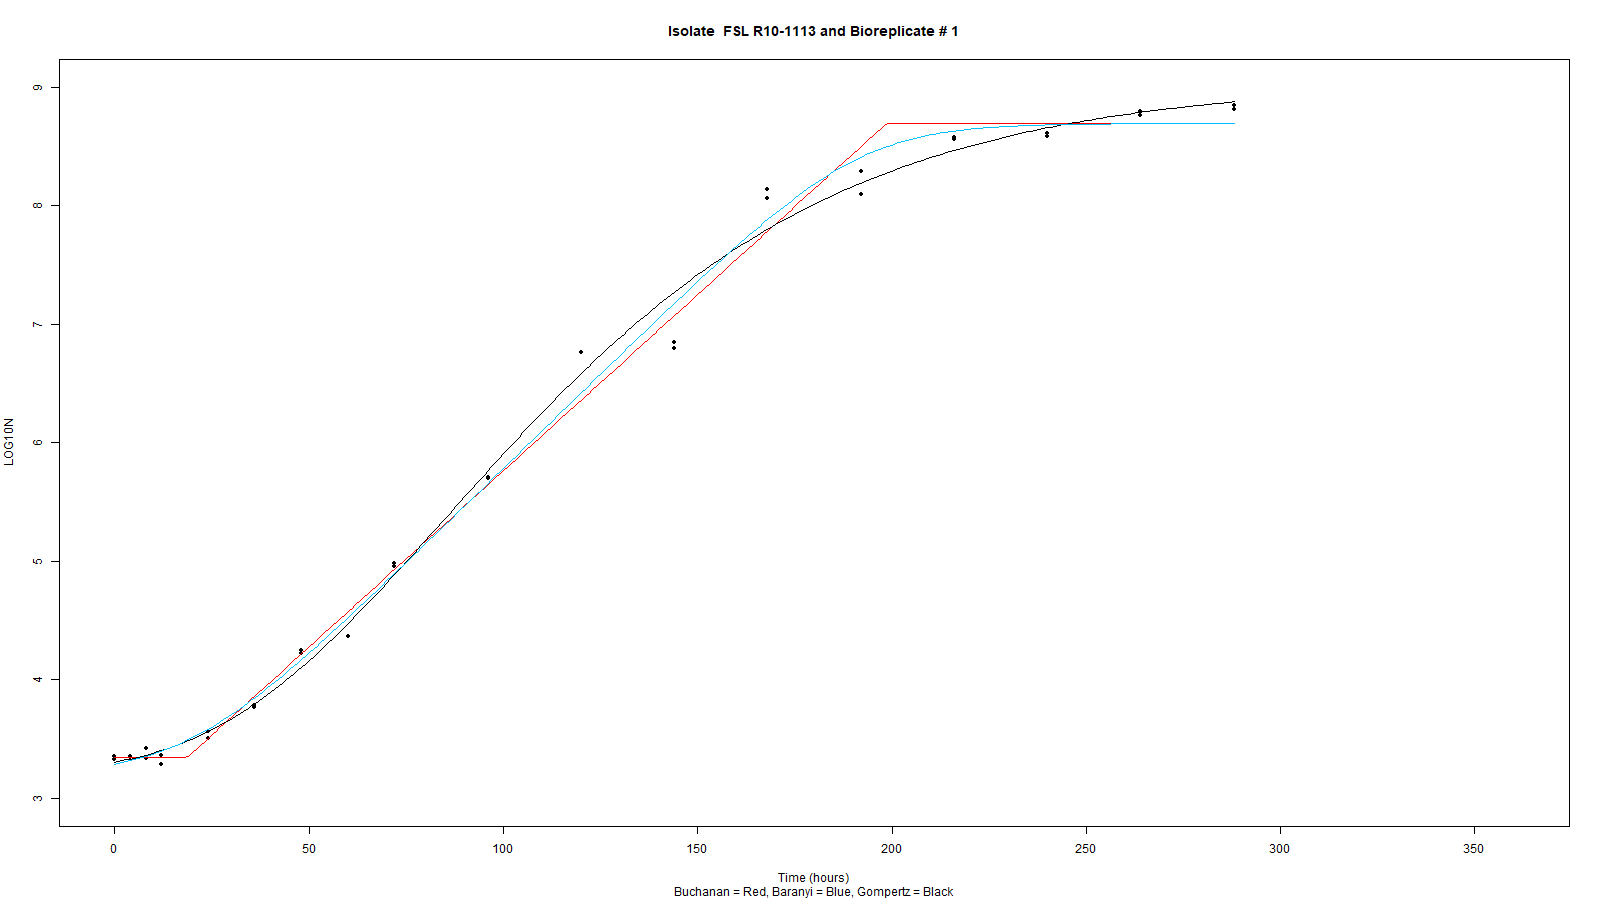 Isolate  FSL R10-1113 and Bioreplicate # 1
LOG10N
9
8
7
6
5
4
3
0 50 100 150 200 250 300 350
Time (hours)
Buchanan = Red, Baranyi = Blue, Gompertz = Black